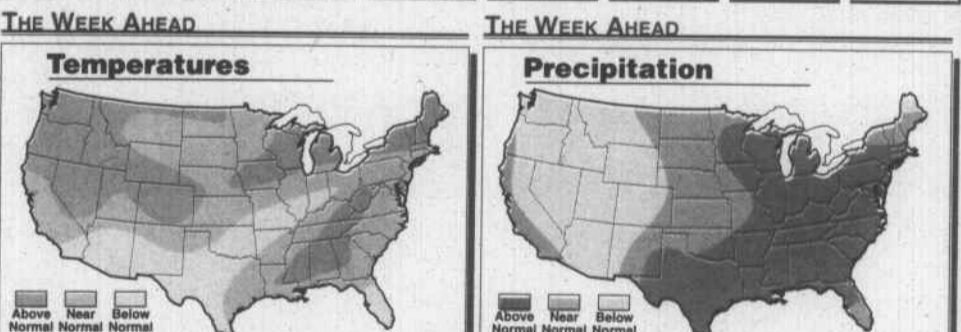 THE WEEK AHEAD
Temperatures
Above Near Below
Normal Normal Normal
THE WEEK AHEAD
Precipitation
Above Near Below
Normal Normal Normal